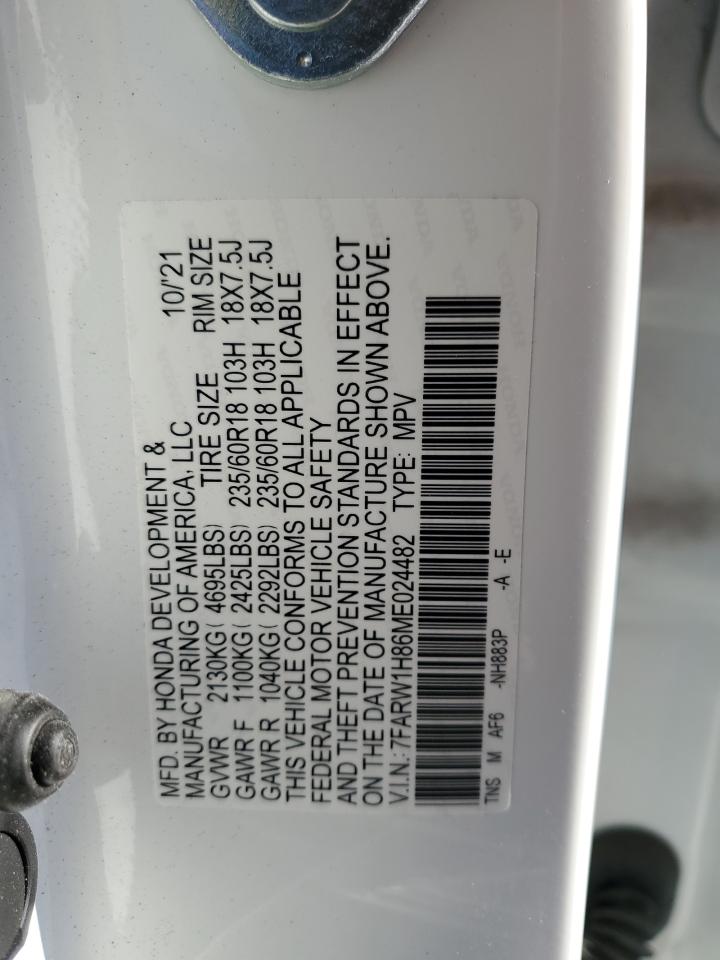 MFD. BY HONDA DEVELOPMENT & 10/'21
MANUFACTURING OF AMERICA, LLC
GVWR 2130KG( 4695LBS) TIRE SIZE RIM SIZE
GAWR F 1100KG( 2425LBS) 235/60R18 103H 18X7.5J
GAWR R 1040KG( 2292LBS) 235/60R18 103H 18X7.5J
THIS VEHICLE CONFORMS TO ALL APPLICABLE
FEDERAL MOTOR VEHICLE SAFETY
AND THEFT PREVENTION STANDARDS IN EFFECT
ON THE DATE OF MANUFACTURE SHOWN ABOVE.
V.I.N.: 7FARW1H86ME024482 TYPE: MPV
TNS M AF6 -NH883P -A -E